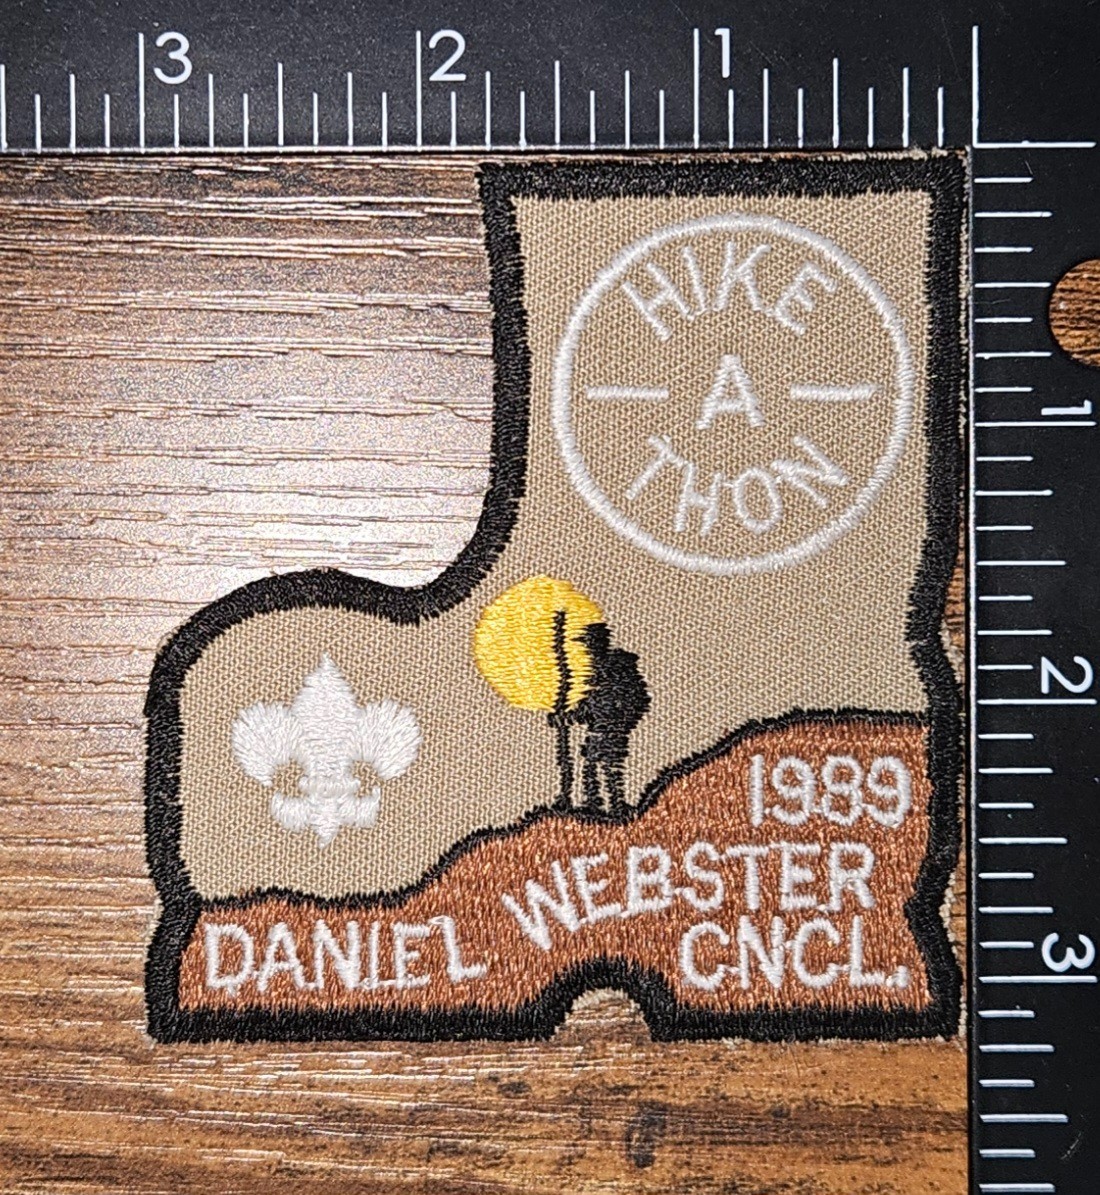 3 2 1
HIKE
— A —
THON
1
2
1989
DANIEL WEBSTER
CNCL.
3